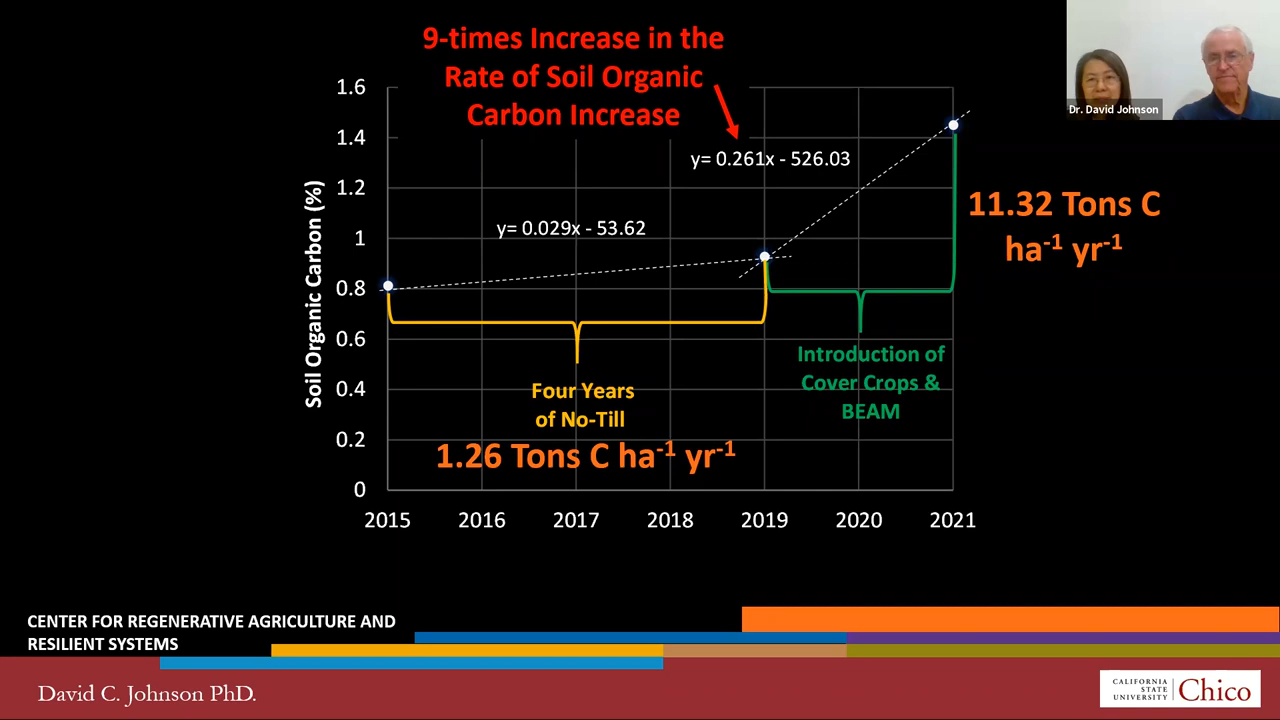 9-times Increase in the
Rate of Soil Organic
Carbon Increase
Dr. David Johnson
1.6
1.4
1.2
1
0.8
0.6
0.4
0.2
0
Soil Organic Carbon (%)
y= 0.261x - 526.03
y= 0.029x - 53.62
11.32 Tons C
ha⁻¹ yr⁻¹
Introduction of
Cover Crops &
BEAM
Four Years
of No-Till
1.26 Tons C ha⁻¹ yr⁻¹
2015 2016 2017 2018 2019 2020 2021
CENTER FOR REGENERATIVE AGRICULTURE AND
RESILIENT SYSTEMS
David C. Johnson PhD.
CALIFORNIA
STATE
UNIVERSITY
Chico